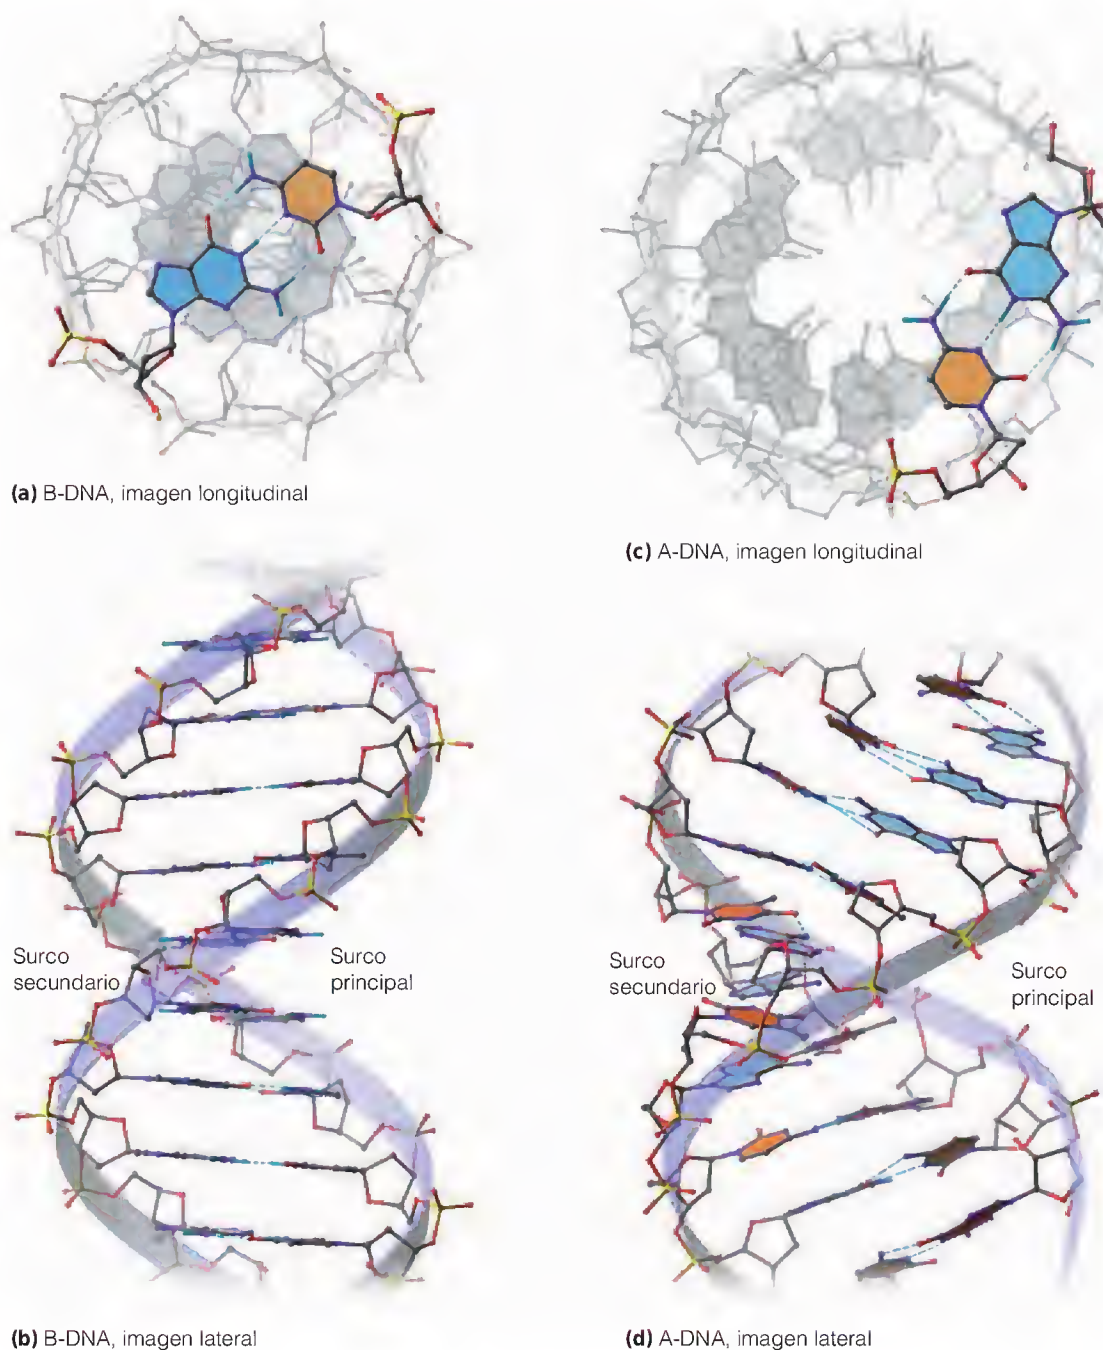 (a) B-DNA, imagen longitudinal
(c) A-DNA, imagen longitudinal
Surco
secundario
Surco
principal
Surco
secundario
Surco
principal
(b) B-DNA, imagen lateral
(d) A-DNA, imagen lateral